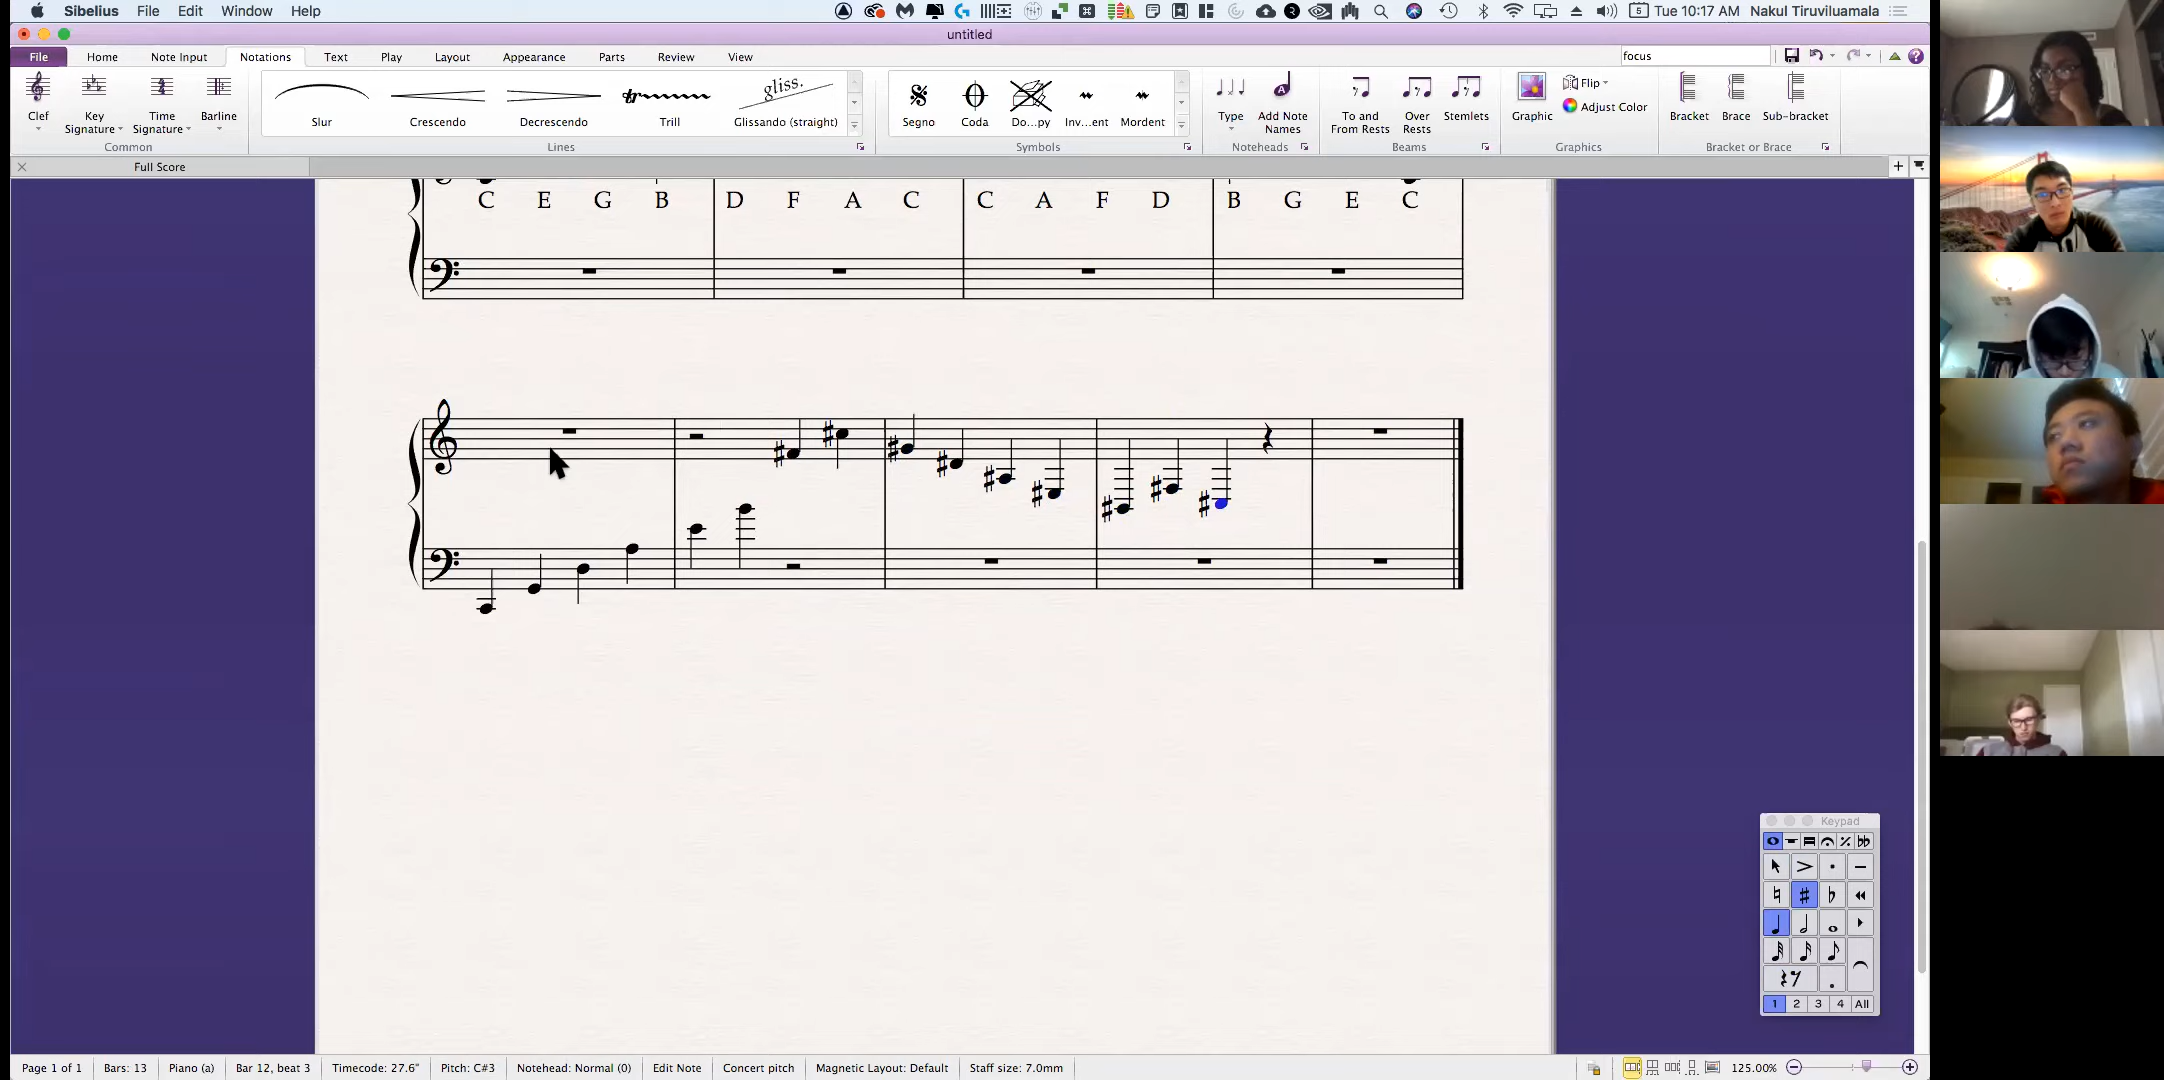 Sibelius File Edit Window Help
5 Tue 10:17 AM Nakul Tiruviluamala
untitled
File Home Note Input Notations Text Play Layout Appearance Parts Review View
focus
gliss.
Clef Key Signature Time Signature Barline
Slur Crescendo Decrescendo Trill Glissando (straight)
Segno Coda Do...py Inv...ent Mordent
Type Add Note Names
To and From Rests Over Rests Stemlets
Graphic Flip Adjust Color
Bracket Brace Sub-bracket
Common Lines Symbols Noteheads Beams Graphics Bracket or Brace
Full Score
C E G B D F A C C A F D B G E C
Keypad
1 2 3 4 All
Page 1 of 1 Bars: 13 Piano (a) Bar 12, beat 3 Timecode: 27.6" Pitch: C#3 Notehead: Normal (0) Edit Note Concert pitch Magnetic Layout: Default Staff size: 7.0mm 125.00%